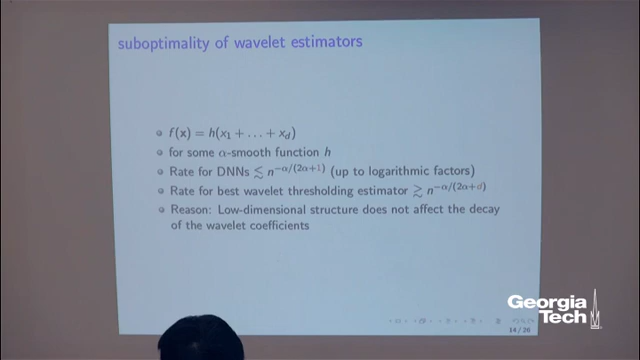 suboptimality of wavelet estimators
f(x) = h(x₁ + … + x_d)
for some α-smooth function h
Rate for DNNs ≲ n^{-α/(2α+1)} (up to logarithmic factors)
Rate for best wavelet thresholding estimator ≳ n^{-α/(2α+d)}
Reason: Low-dimensional structure does not affect the decay
of the wavelet coefficients
Georgia
Tech
14 / 26